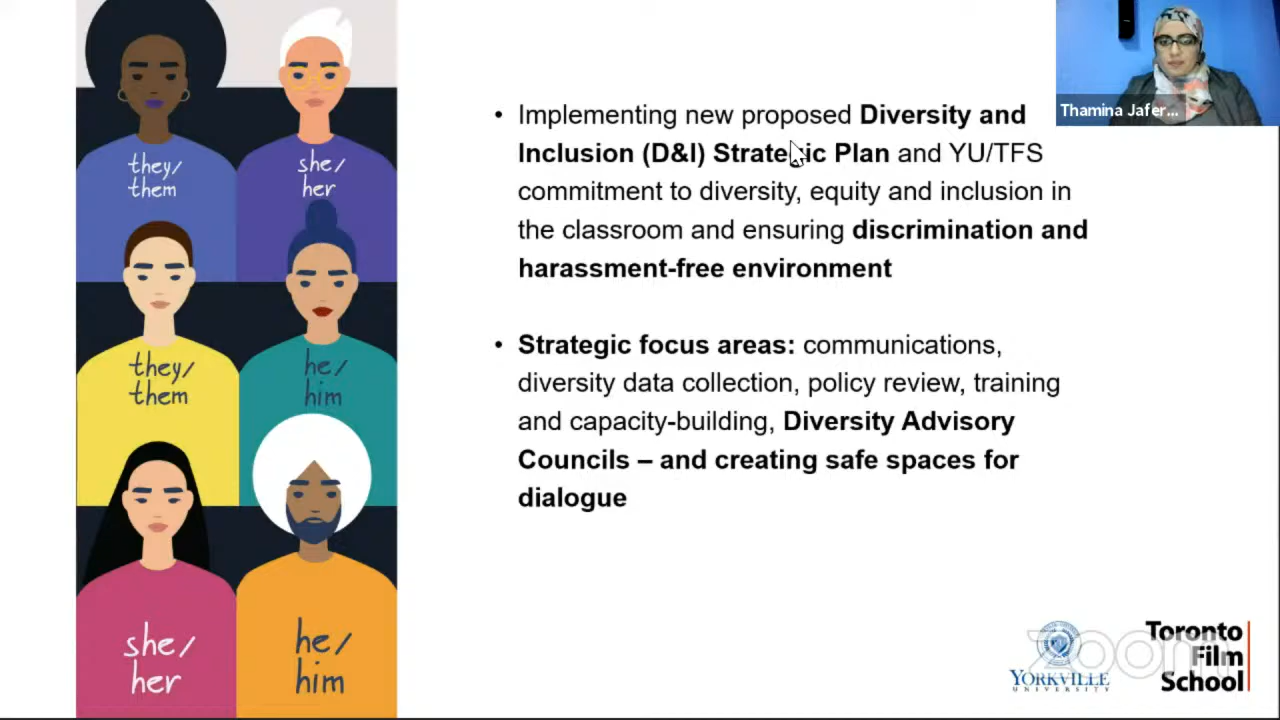 they/
them
she/
her
they/
them
he/
him
she/
her
he/
him
• Implementing new proposed Diversity and
Inclusion (D&I) Strategic Plan and YU/TFS
commitment to diversity, equity and inclusion in
the classroom and ensuring discrimination and
harassment-free environment
• Strategic focus areas: communications,
diversity data collection, policy review, training
and capacity-building, Diversity Advisory
Councils – and creating safe spaces for
dialogue
Thamina Jafer...
YORKVILLE
UNIVERSITY
zoom
Toronto
Film
School